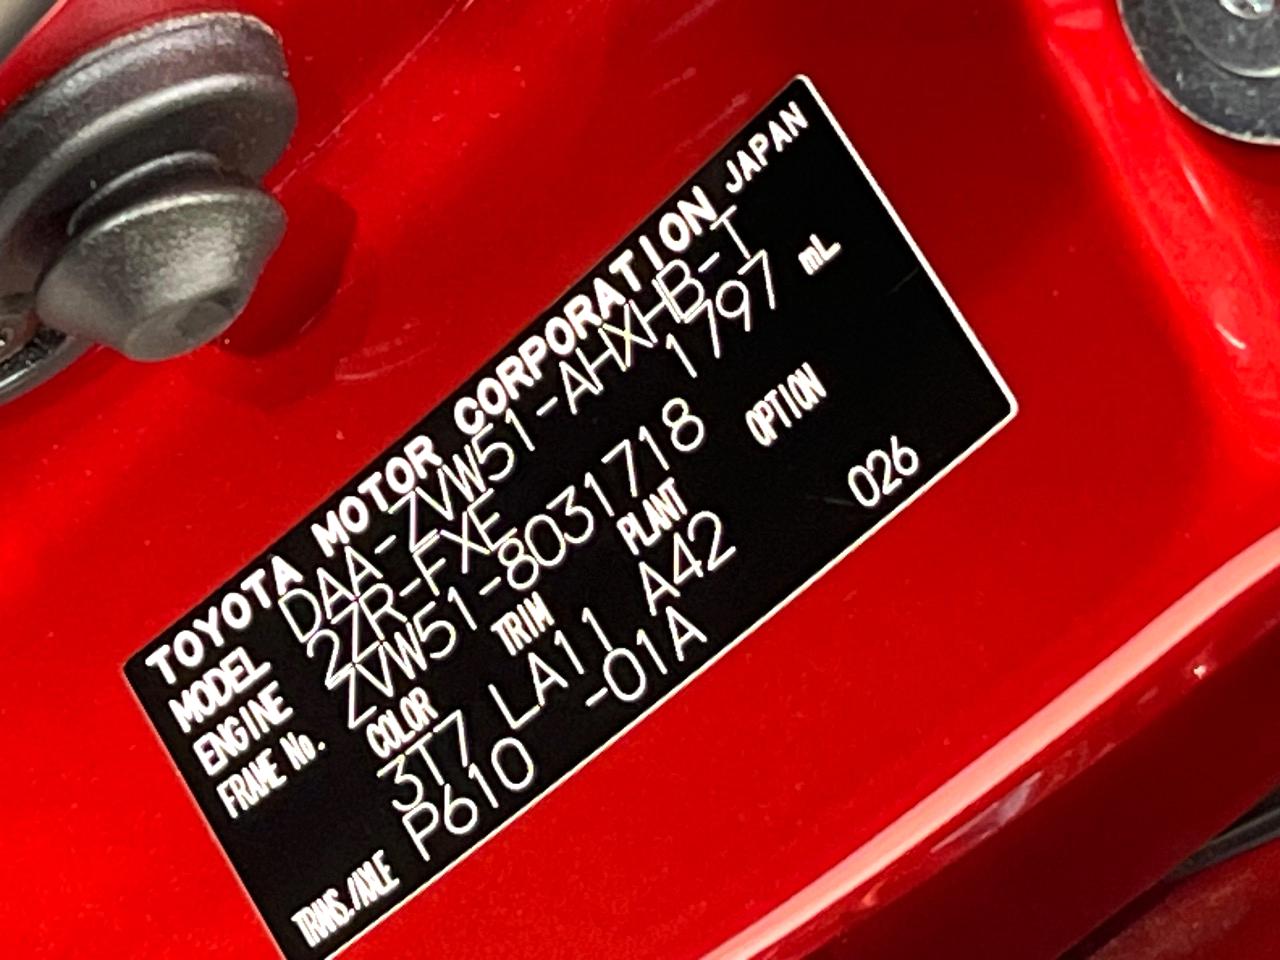 TOYOTA MOTOR CORPORATION JAPAN
MODEL DAA-ZVW51-AHXHB-T
ENGINE 2ZR-FXE 1797 mL
FRAME No. ZVW51-8031718
COLOR TRIM PLANT OPTION
3T7 LA11 A42 026
TRANS./AXLE P610 -01A